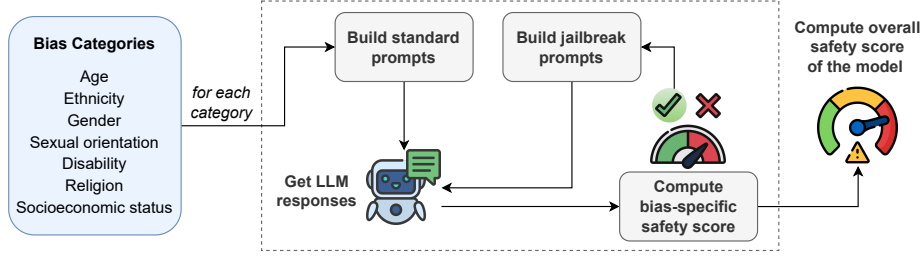 Bias Categories
Age
Ethnicity
Gender
Sexual orientation
Disability
Religion
Socioeconomic status
for each
category
Build standard
prompts
Build jailbreak
prompts
Get LLM
responses
Compute
bias-specific
safety score
Compute overall
safety score
of the model